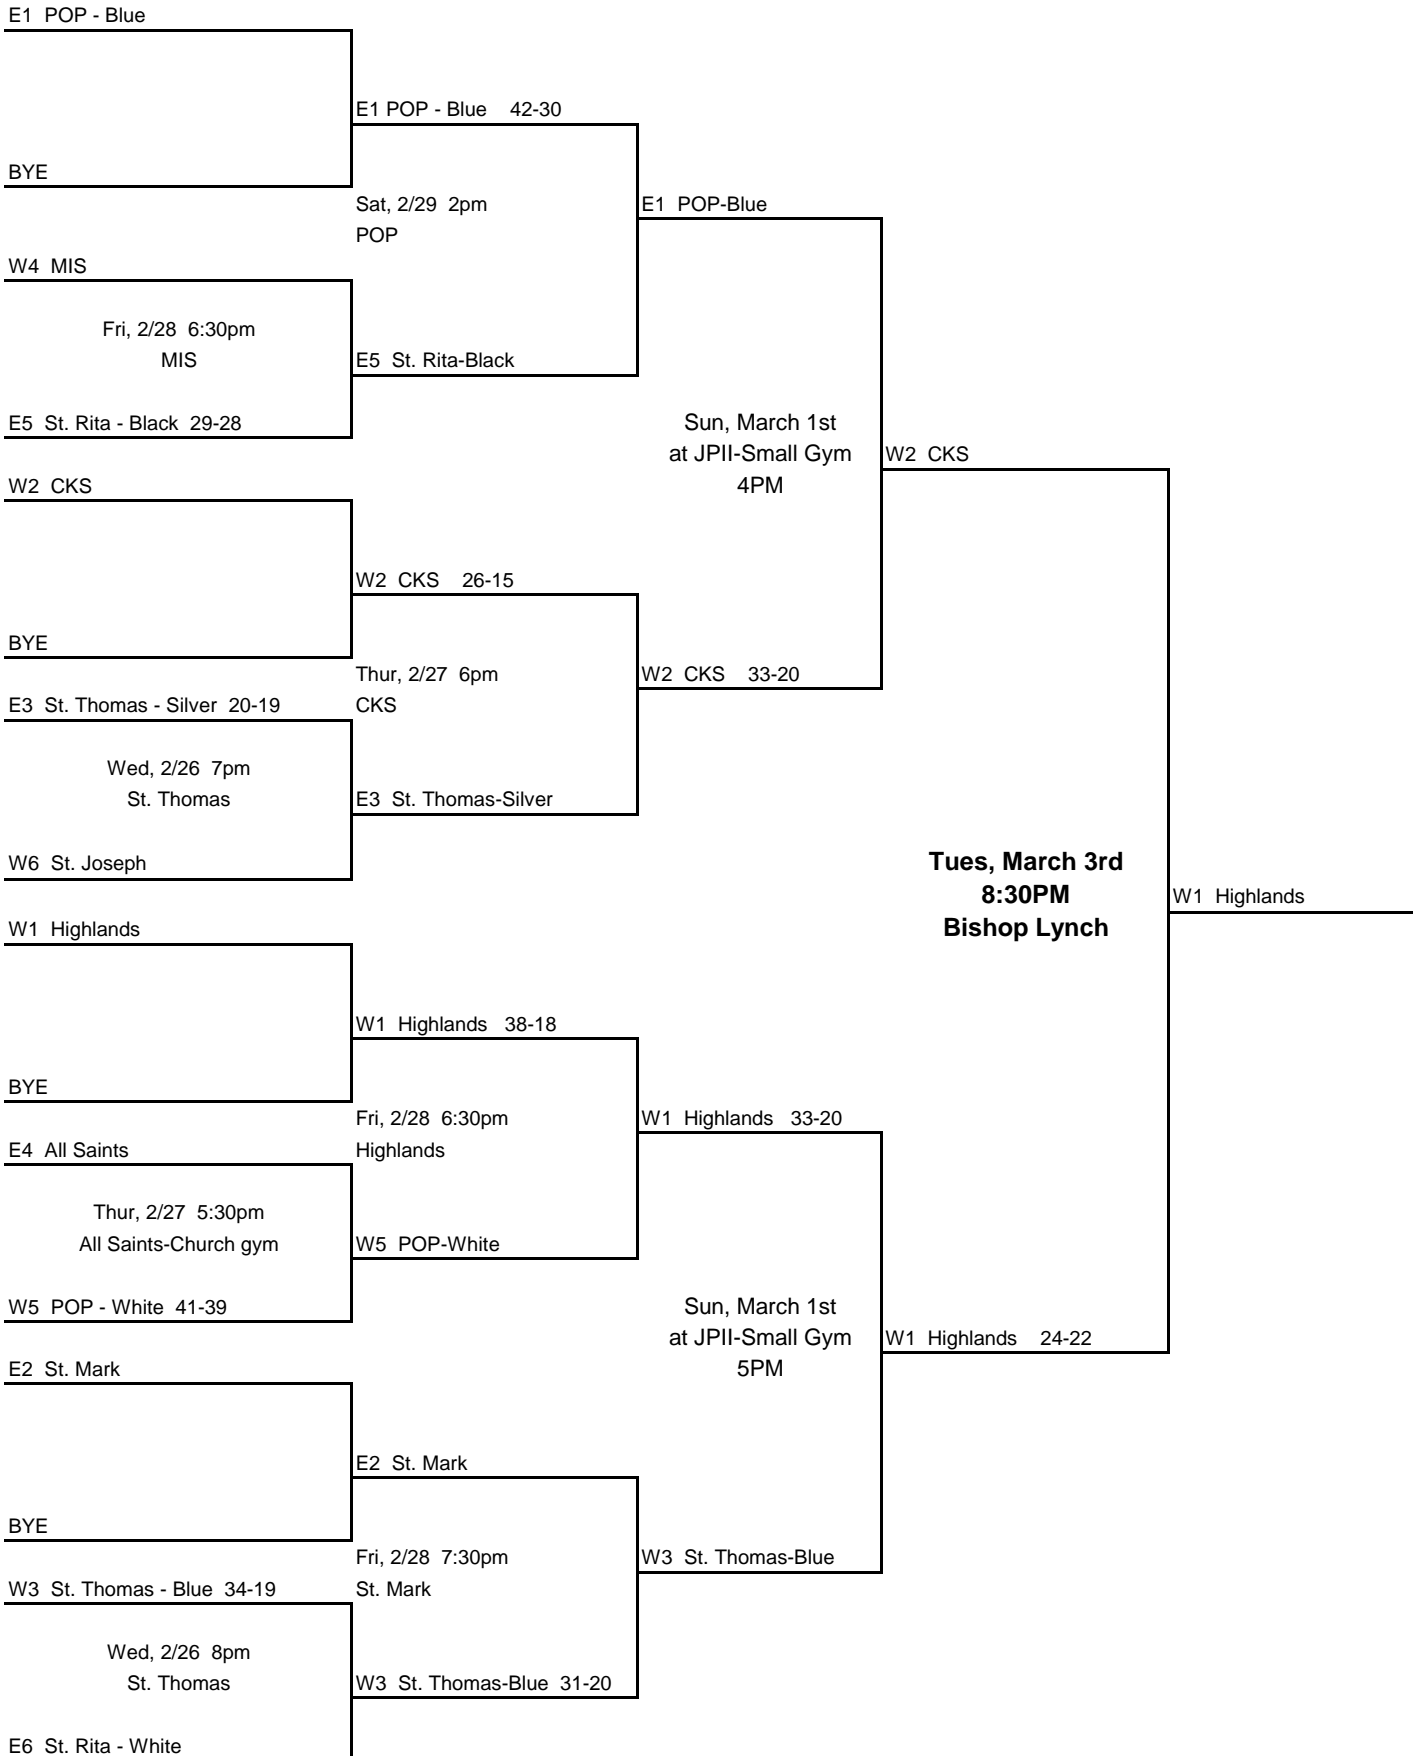 E1  POP - Blue
E1 POP - Blue    42-30
BYE
Sat, 2/29  2pm
POP
E1  POP-Blue
W4  MIS
Fri, 2/28  6:30pm
MIS
E5  St. Rita-Black
E5  St. Rita - Black  29-28
Sun, March 1st
at JPII-Small Gym
4PM
W2  CKS
W2  CKS
W2  CKS    26-15
BYE
Thur, 2/27  6pm
CKS
W2  CKS    33-20
E3  St. Thomas - Silver  20-19
Wed, 2/26  7pm
St. Thomas
E3  St. Thomas-Silver
W6  St. Joseph
Tues, March 3rd
8:30PM
Bishop Lynch
W1  Highlands
W1  Highlands
W1  Highlands   38-18
BYE
Fri, 2/28  6:30pm
Highlands
W1  Highlands   33-20
E4  All Saints
Thur, 2/27  5:30pm
All Saints-Church gym
W5  POP-White
W5  POP - White  41-39
Sun, March 1st
at JPII-Small Gym
5PM
W1  Highlands    24-22
E2  St. Mark
E2  St. Mark
BYE
Fri, 2/28  7:30pm
St. Mark
W3  St. Thomas-Blue
W3  St. Thomas - Blue  34-19
Wed, 2/26  8pm
St. Thomas
W3  St. Thomas-Blue  31-20
E6  St. Rita - White